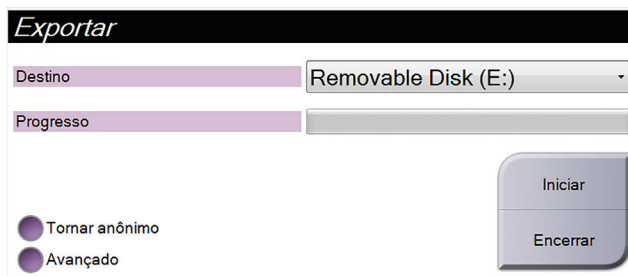 Exportar
Destino
Removable Disk (E:)
Progresso
Iniciar
Tornar anônimo
Encerrar
Avançado